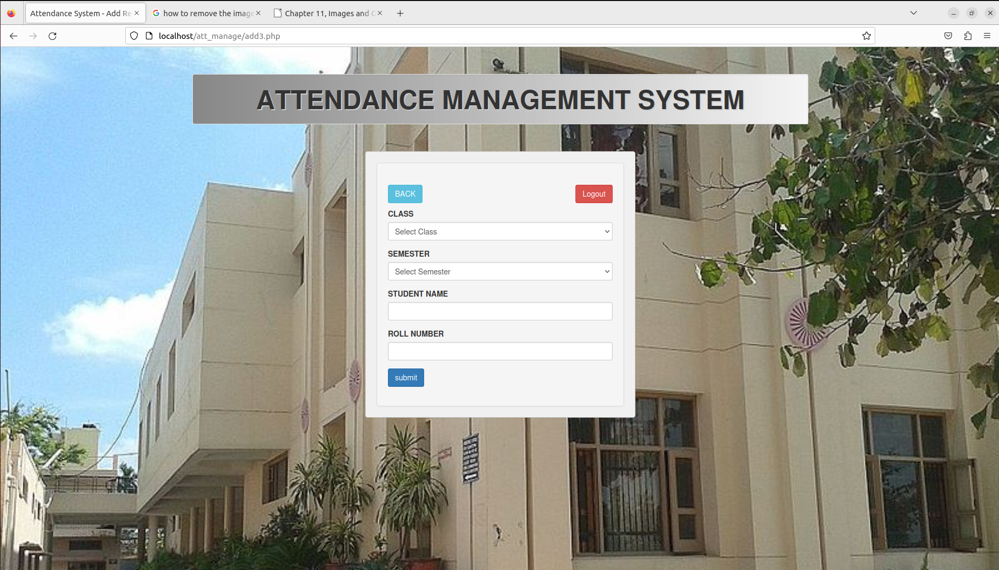 Attendance System - Add Re
how to remove the image
Chapter 11, Images and
localhost/att_manage/add3.php
ATTENDANCE MANAGEMENT SYSTEM
BACK
Logout
CLASS
Select Class
SEMESTER
Select Semester
STUDENT NAME
ROLL NUMBER
submit